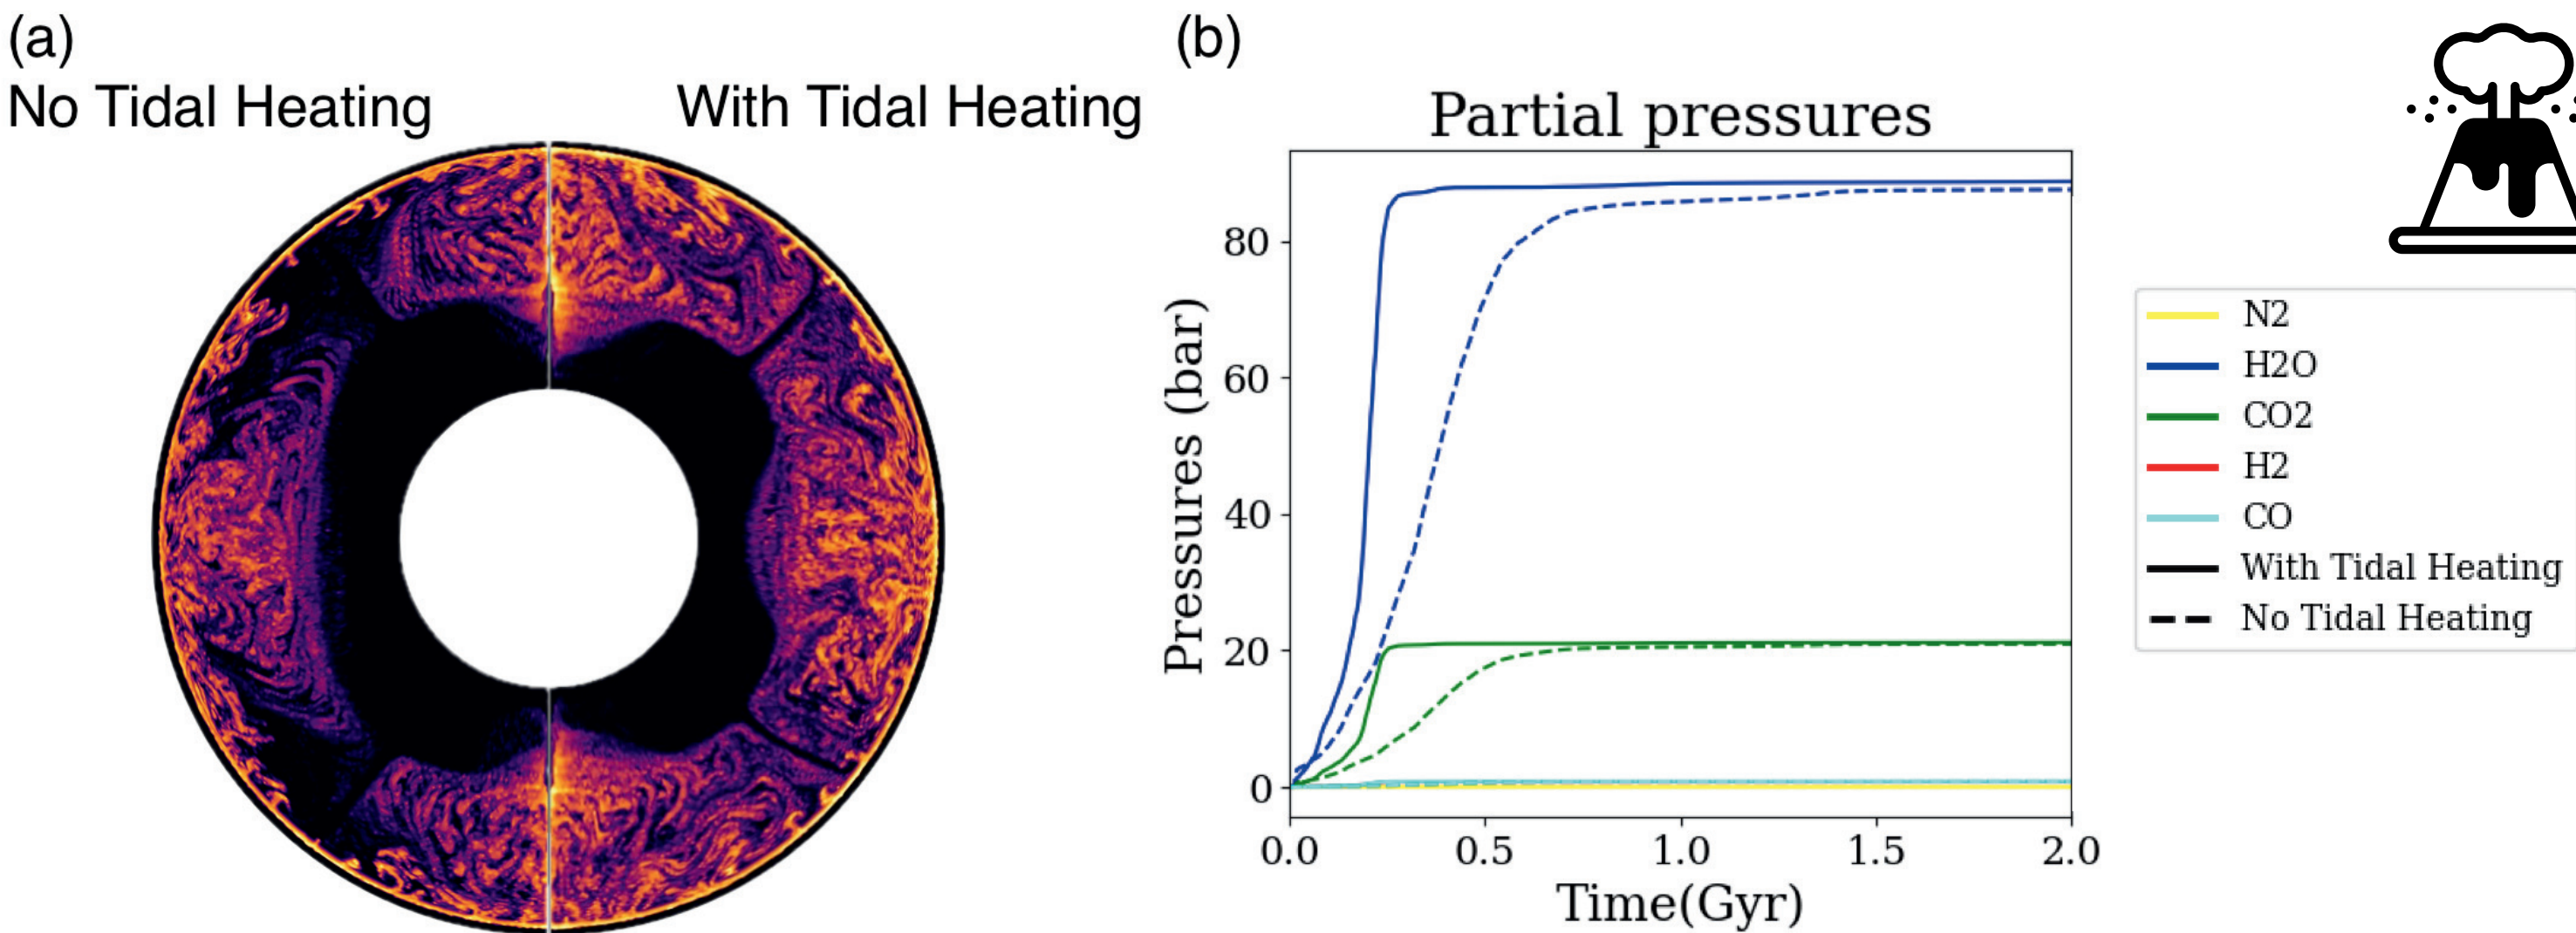 (a)
No Tidal Heating
With Tidal Heating
(b)
Partial pressures
Pressures (bar)
80
60
40
20
0
0.0 0.5 1.0 1.5 2.0
Time(Gyr)
N2
H2O
CO2
H2
CO
With Tidal Heating
No Tidal Heating